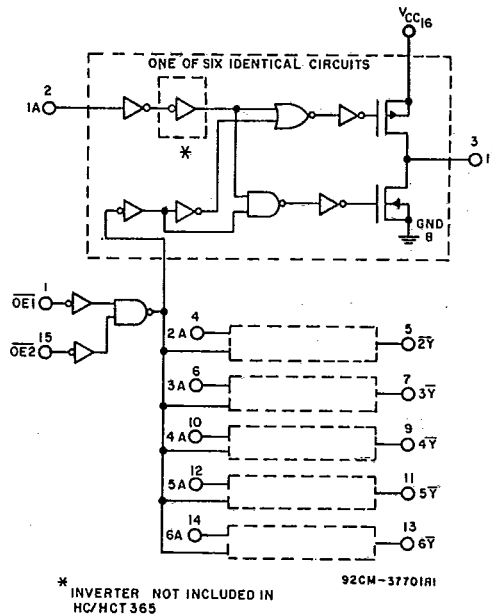 VCC 16
ONE OF SIX IDENTICAL CIRCUITS
2
1A
*
3
1
GND
8
1
OE1
15
OE2
4
2A
5
2Y
6
3A
7
3Y
10
4A
9
4Y
12
5A
11
5Y
14
6A
13
6Y
* INVERTER NOT INCLUDED IN
HC/HCT365
92CM-37701R1